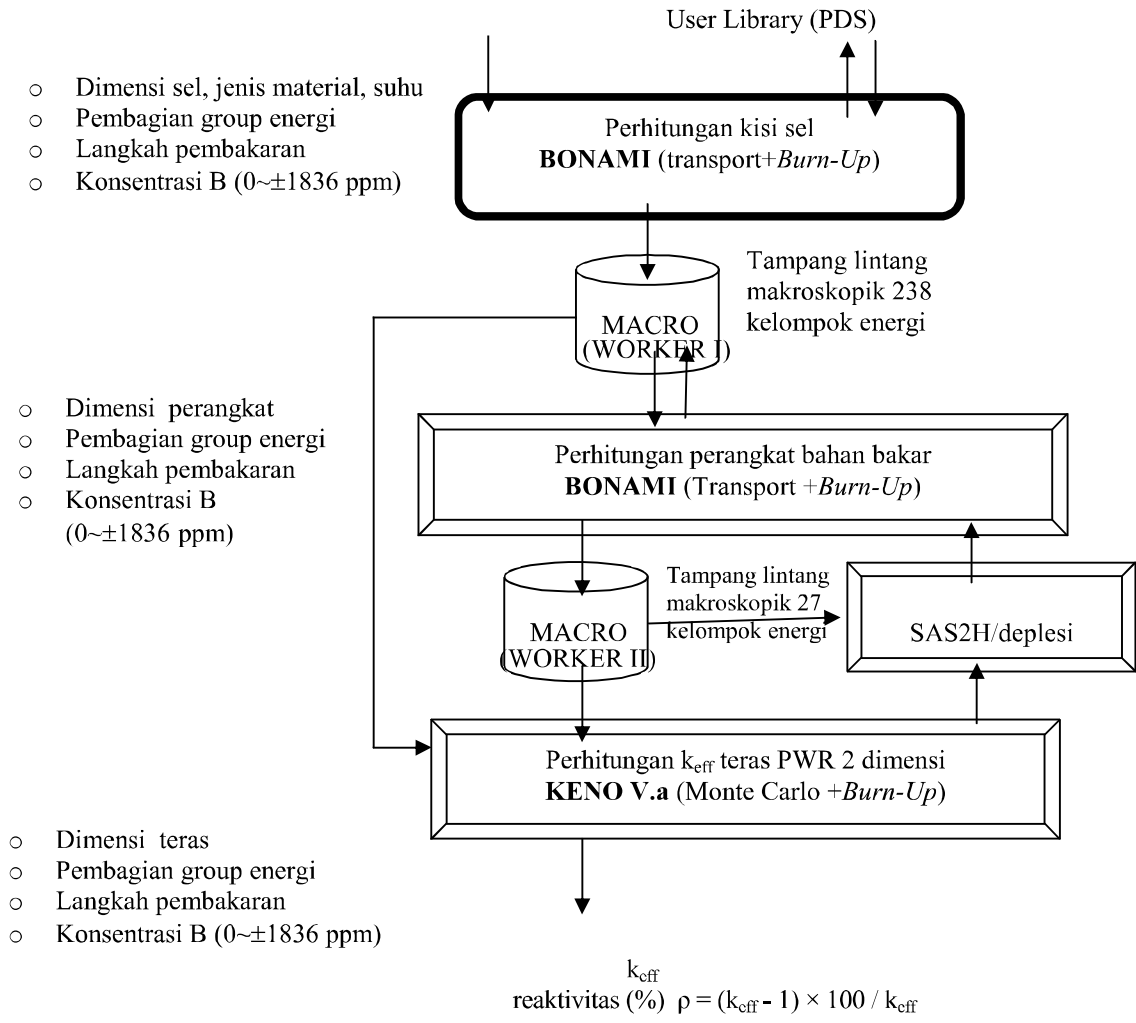 User Library (PDS)
o Dimensi sel, jenis material, suhu
o Pembagian group energi
o Langkah pembakaran
o Konsentrasi B (0~±1836 ppm)
Perhitungan kisi sel
BONAMI (transport+Burn-Up)
Tampang lintang
makroskopik 238
kelompok energi
MACRO
(WORKER I)
o Dimensi perangkat
o Pembagian group energi
o Langkah pembakaran
o Konsentrasi B
(0~±1836 ppm)
Perhitungan perangkat bahan bakar
BONAMI (Transport +Burn-Up)
Tampang lintang
makroskopik 27
kelompok energi
MACRO
(WORKER II)
SAS2H/deplesi
Perhitungan keff teras PWR 2 dimensi
KENO V.a (Monte Carlo +Burn-Up)
o Dimensi teras
o Pembagian group energi
o Langkah pembakaran
o Konsentrasi B (0~±1836 ppm)
keff
reaktivitas (%) ρ = (keff - 1) × 100 / keff